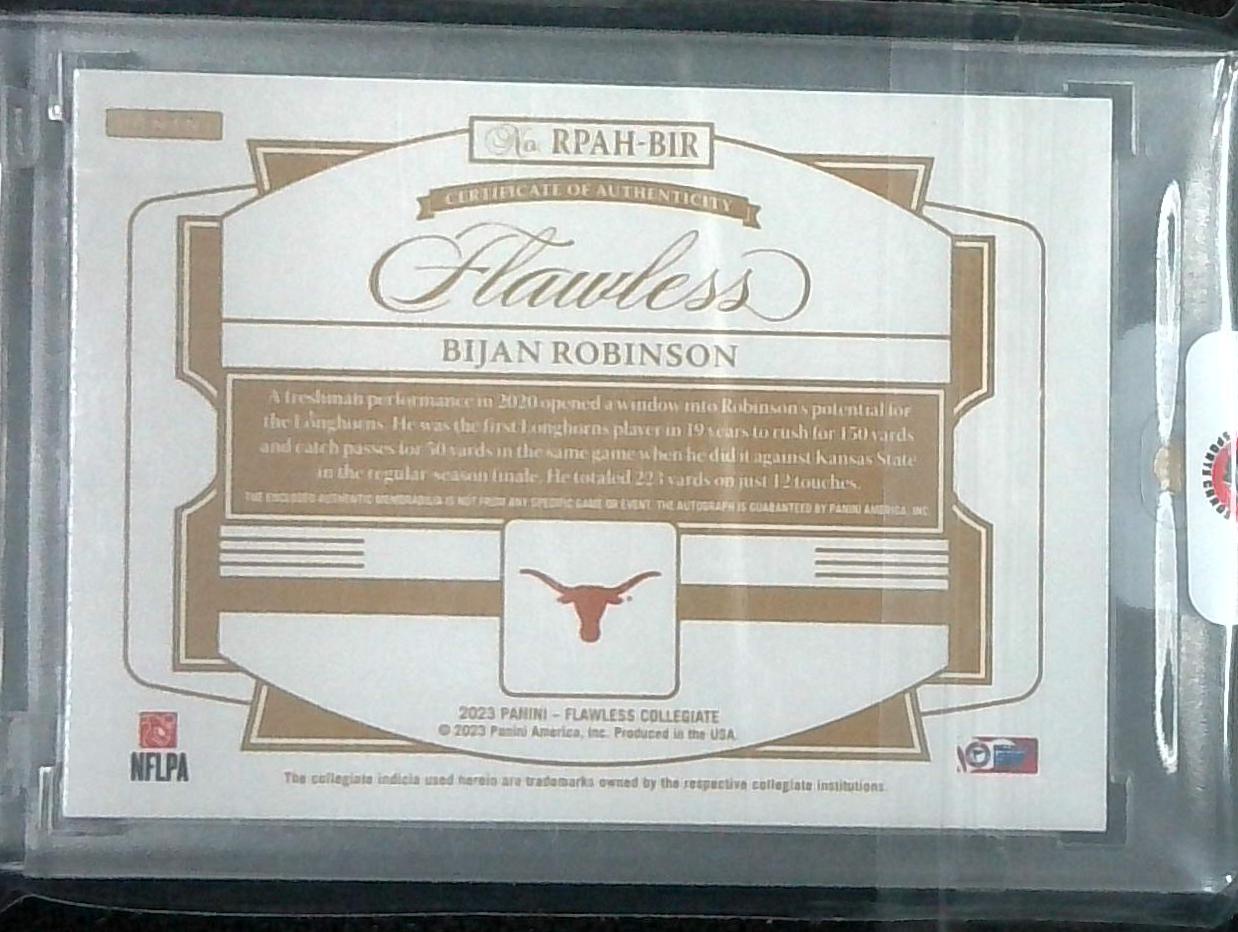 PANINI
No. RPAH-BIR
CERTIFICATE OF AUTHENTICITY
Flawless
BIJAN ROBINSON
A freshman performance in 2020 opened a window into Robinson's potential for
the Longhorns. He was the first Longhorns player in 19 years to rush for 150 yards
and catch passes for 50 yards in the same game when he did it against Kansas State
in the regular-season finale. He totaled 223 yards on just 12 touches.
THE ENCLOSED AUTHENTIC MEMORABILIA IS NOT FROM ANY SPECIFIC GAME OR EVENT. THE AUTOGRAPH IS GUARANTEED BY PANINI AMERICA, INC.
2023 PANINI – FLAWLESS COLLEGIATE
© 2023 Panini America, Inc. Produced in the USA.
NFLPA
The collegiate indicia used herein are trademarks owned by the respective collegiate institutions.